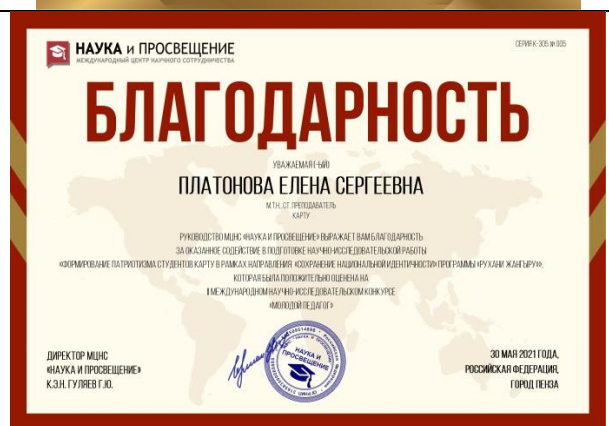 НАУКА и ПРОСВЕЩЕНИЕ
МЕЖДУНАРОДНЫЙ ЦЕНТР НАУЧНОГО СОТРУДНИЧЕСТВА
СЕРИЯ К-305 № 005
БЛАГОДАРНОСТЬ
УВАЖАЕМАЯ (-ЫЙ)
ПЛАТОНОВА ЕЛЕНА СЕРГЕЕВНА
М.Т.Н., СТ. ПРЕПОДАВАТЕЛЬ
КАРТУ
РУКОВОДСТВО МЦНС «НАУКА И ПРОСВЕЩЕНИЕ» ВЫРАЖАЕТ ВАМ БЛАГОДАРНОСТЬ
ЗА ОКАЗАННОЕ СОДЕЙСТВИЕ В ПОДГОТОВКЕ НАУЧНО-ИССЛЕДОВАТЕЛЬСКОЙ РАБОТЫ
«ФОРМИРОВАНИЕ ПАТРИОТИЗМА СТУДЕНТОВ КАРТУ В РАМКАХ НАПРАВЛЕНИЯ «СОХРАНЕНИЕ НАЦИОНАЛЬНОЙ ИДЕНТИЧНОСТИ» ПРОГРАММЫ «РУХАНИ ЖАНГЫРУ»»,
КОТОРАЯ БЫЛА ПОЛОЖИТЕЛЬНО ОЦЕНЕНА НА
I МЕЖДУНАРОДНОМ НАУЧНО-ИССЛЕДОВАТЕЛЬСКОМ КОНКУРСЕ
«МОЛОДОЙ ПЕДАГОГ»
ДИРЕКТОР МЦНС
«НАУКА И ПРОСВЕЩЕНИЕ»
К.Э.Н. ГУЛЯЕВ Г.Ю.
НАУКА И
ПРОСВЕЩЕНИЕ
30 МАЯ 2021 ГОДА,
РОССИЙСКАЯ ФЕДЕРАЦИЯ,
ГОРОД ПЕНЗА